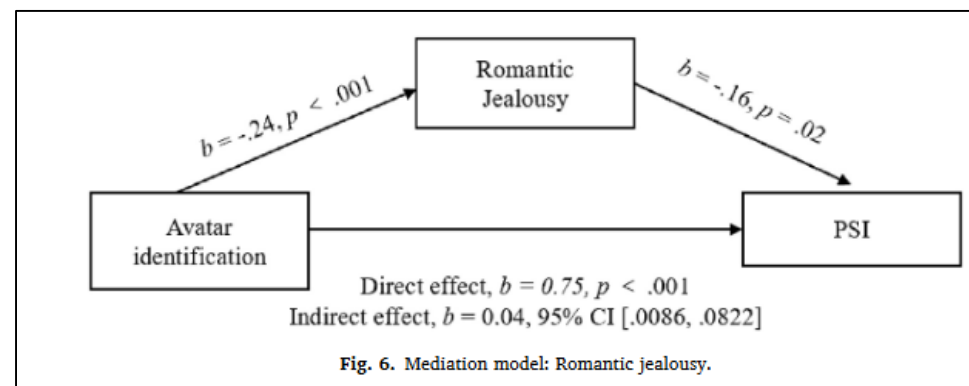 Romantic
Jealousy
b = -.24, p < .001
b = -.16, p = .02
Avatar
identification
PSI
Direct effect, b = 0.75, p < .001
Indirect effect, b = 0.04, 95% CI [.0086, .0822]
Fig. 6. Mediation model: Romantic jealousy.